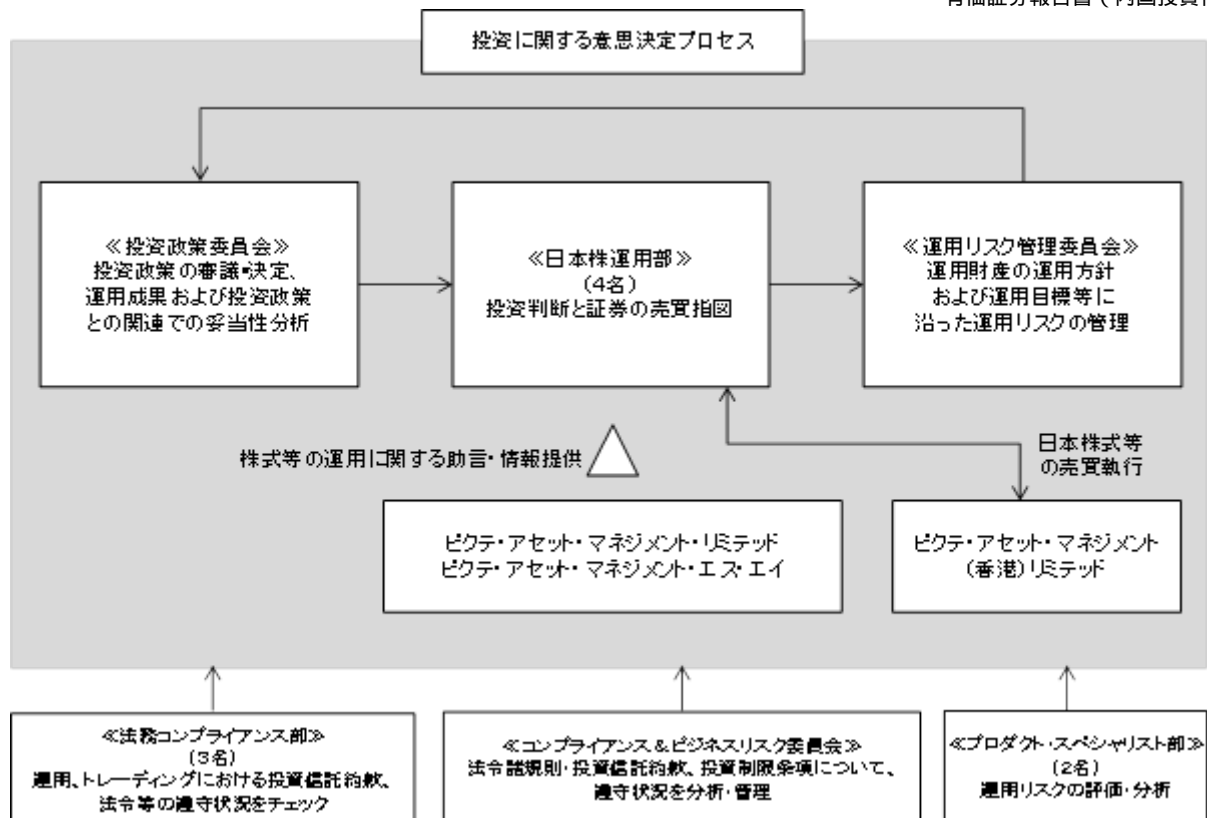 有価証券報告書（内国投資信
投資に関する意思決定プロセス
≪投資政策委員会≫
投資政策の審議・決定、
運用成果および投資政策
との関連での妥当性分析
≪日本株運用部≫
(4名)
投資判断と証券の売買指図
≪運用リスク管理委員会≫
運用財産の運用方針
および運用目標等に
沿った運用リスクの管理
株式等の運用に関する助言・情報提供
日本株式等
の売買執行
ピクテ・アセット・マネジメント・リミテッド
ピクテ・アセット・マネジメント・エス・エイ
ピクテ・アセット・マネジメント
(香港)リミテッド
≪法務コンプライアンス部≫
(3名)
運用、トレーディングにおける投資信託約款、
法令等の遵守状況をチェック
≪コンプライアンス＆ビジネスリスク委員会≫
法令諸規則・投資信託約款、投資制限条項について、
遵守状況を分析・管理
≪プロダクト・スペシャリスト部≫
(2名)
運用リスクの評価・分析